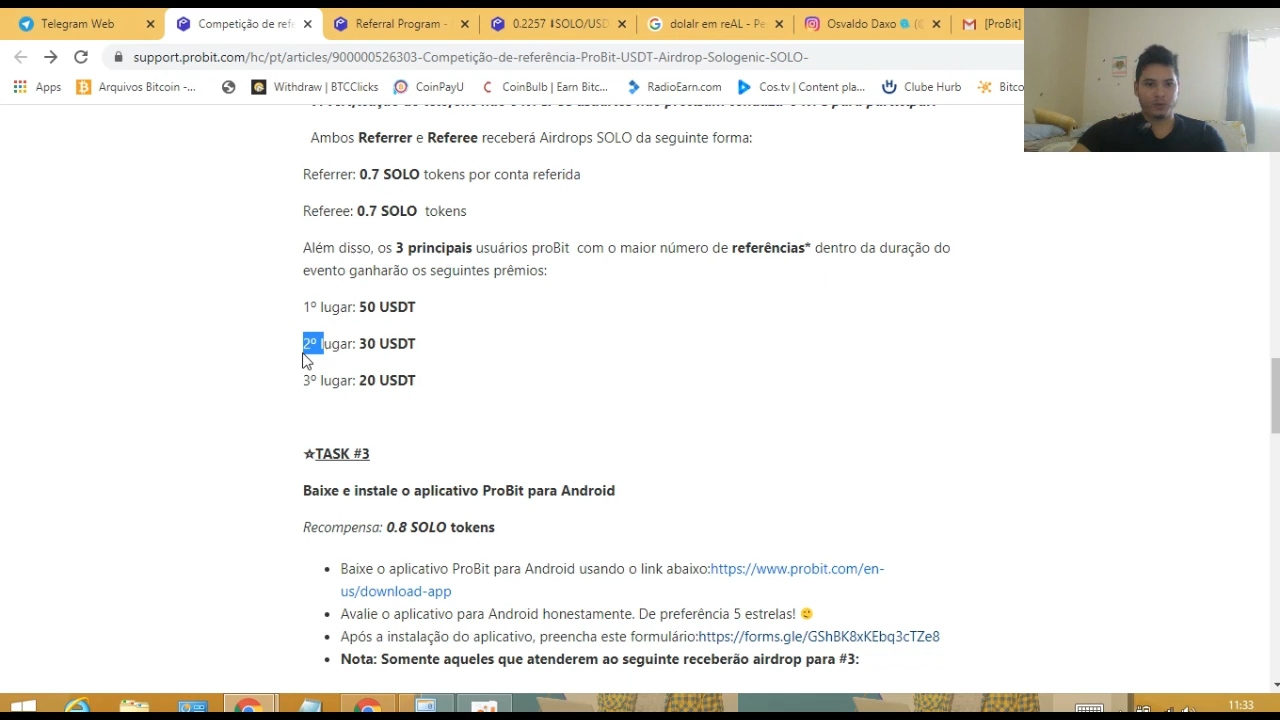 Telegram Web
Competição de refe
Referral Program -
0.2257 ⬇SOLO/USD
dolalr em reAL - Pe
Osvaldo Daxo
[ProBit]
support.probit.com/hc/pt/articles/900000526303-Competição-de-referência-ProBit-USDT-Airdrop-Sologenic-SOLO-
Apps
Arquivos Bitcoin -...
Withdraw | BTCClicks
CoinPayU
CoinBulb | Earn Bitc...
RadioEarn.com
Cos.tv | Content pla...
Clube Hurb
Bitco
Ambos Referrer e Referee receberá Airdrops SOLO da seguinte forma:
Referrer: 0.7 SOLO tokens por conta referida
Referee: 0.7 SOLO tokens
Além disso, os 3 principais usuários proBit com o maior número de referências* dentro da duração do
evento ganharão os seguintes prêmios:
1º lugar: 50 USDT
2º lugar: 30 USDT
3º lugar: 20 USDT
☆TASK #3
Baixe e instale o aplicativo ProBit para Android
Recompensa: 0.8 SOLO tokens
• Baixe o aplicativo ProBit para Android usando o link abaixo:https://www.probit.com/en-
us/download-app
• Avalie o aplicativo para Android honestamente. De preferência 5 estrelas! 🙂
• Após a instalação do aplicativo, preencha este formulário:https://forms.gle/GShBK8xKEbq3cTZe8
• Nota: Somente aqueles que atenderem ao seguinte receberão airdrop para #3:
11:33